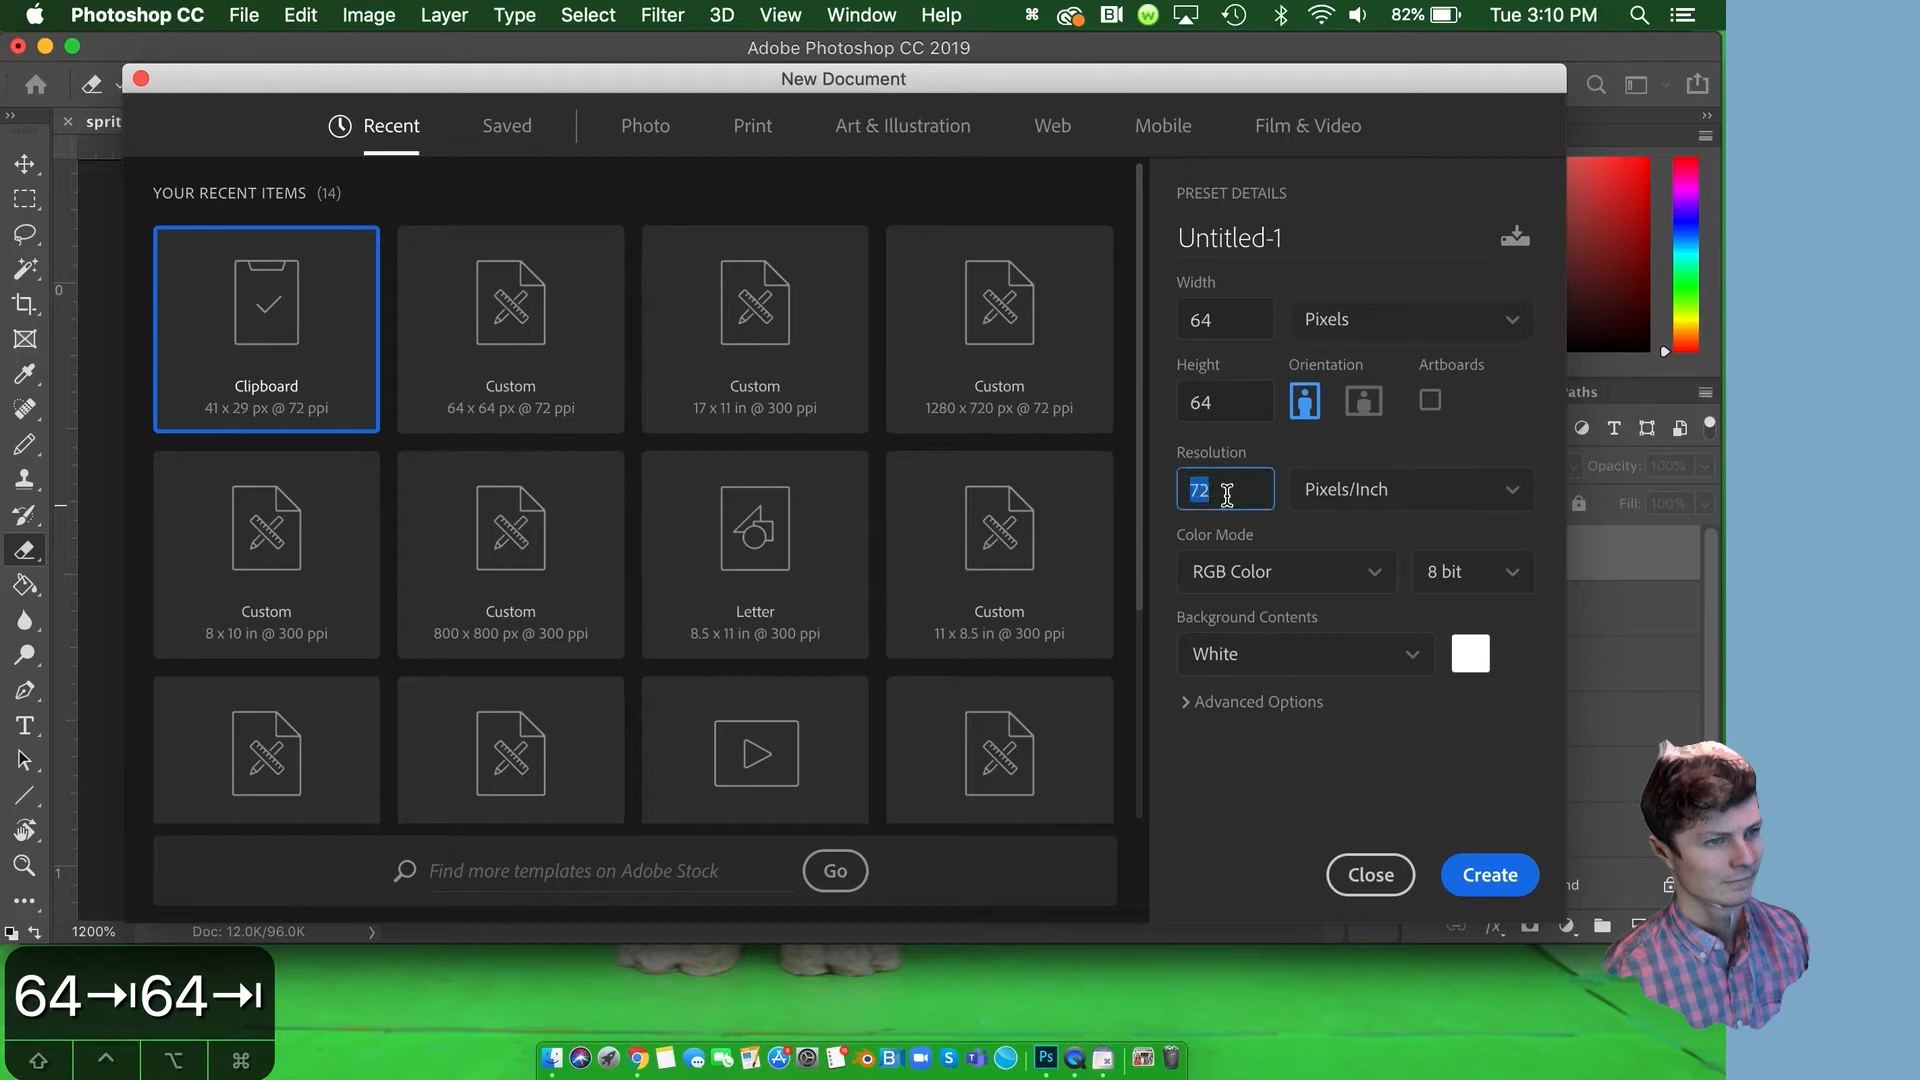 Photoshop CC File Edit Image Layer Type Select Filter 3D View Window Help 82% Tue 3:10 PM
Adobe Photoshop CC 2019
New Document
sprit
Recent Saved Photo Print Art & Illustration Web Mobile Film & Video
YOUR RECENT ITEMS (14)
Clipboard
41 x 29 px @ 72 ppi
Custom
64 x 64 px @ 72 ppi
Custom
17 x 11 in @ 300 ppi
Custom
1280 x 720 px @ 72 ppi
Custom
8 x 10 in @ 300 ppi
Custom
800 x 800 px @ 300 ppi
Letter
8.5 x 11 in @ 300 ppi
Custom
11 x 8.5 in @ 300 ppi
Find more templates on Adobe Stock
Go
PRESET DETAILS
Untitled-1
Width
64 Pixels
Height Orientation Artboards
64
Resolution
72 Pixels/Inch
Color Mode
RGB Color 8 bit
Background Contents
White
Advanced Options
Close Create
aths
Opacity: 100%
Fill: 100%
nd
0
1
1200% Doc: 12.0K/96.0K
64→|64→|